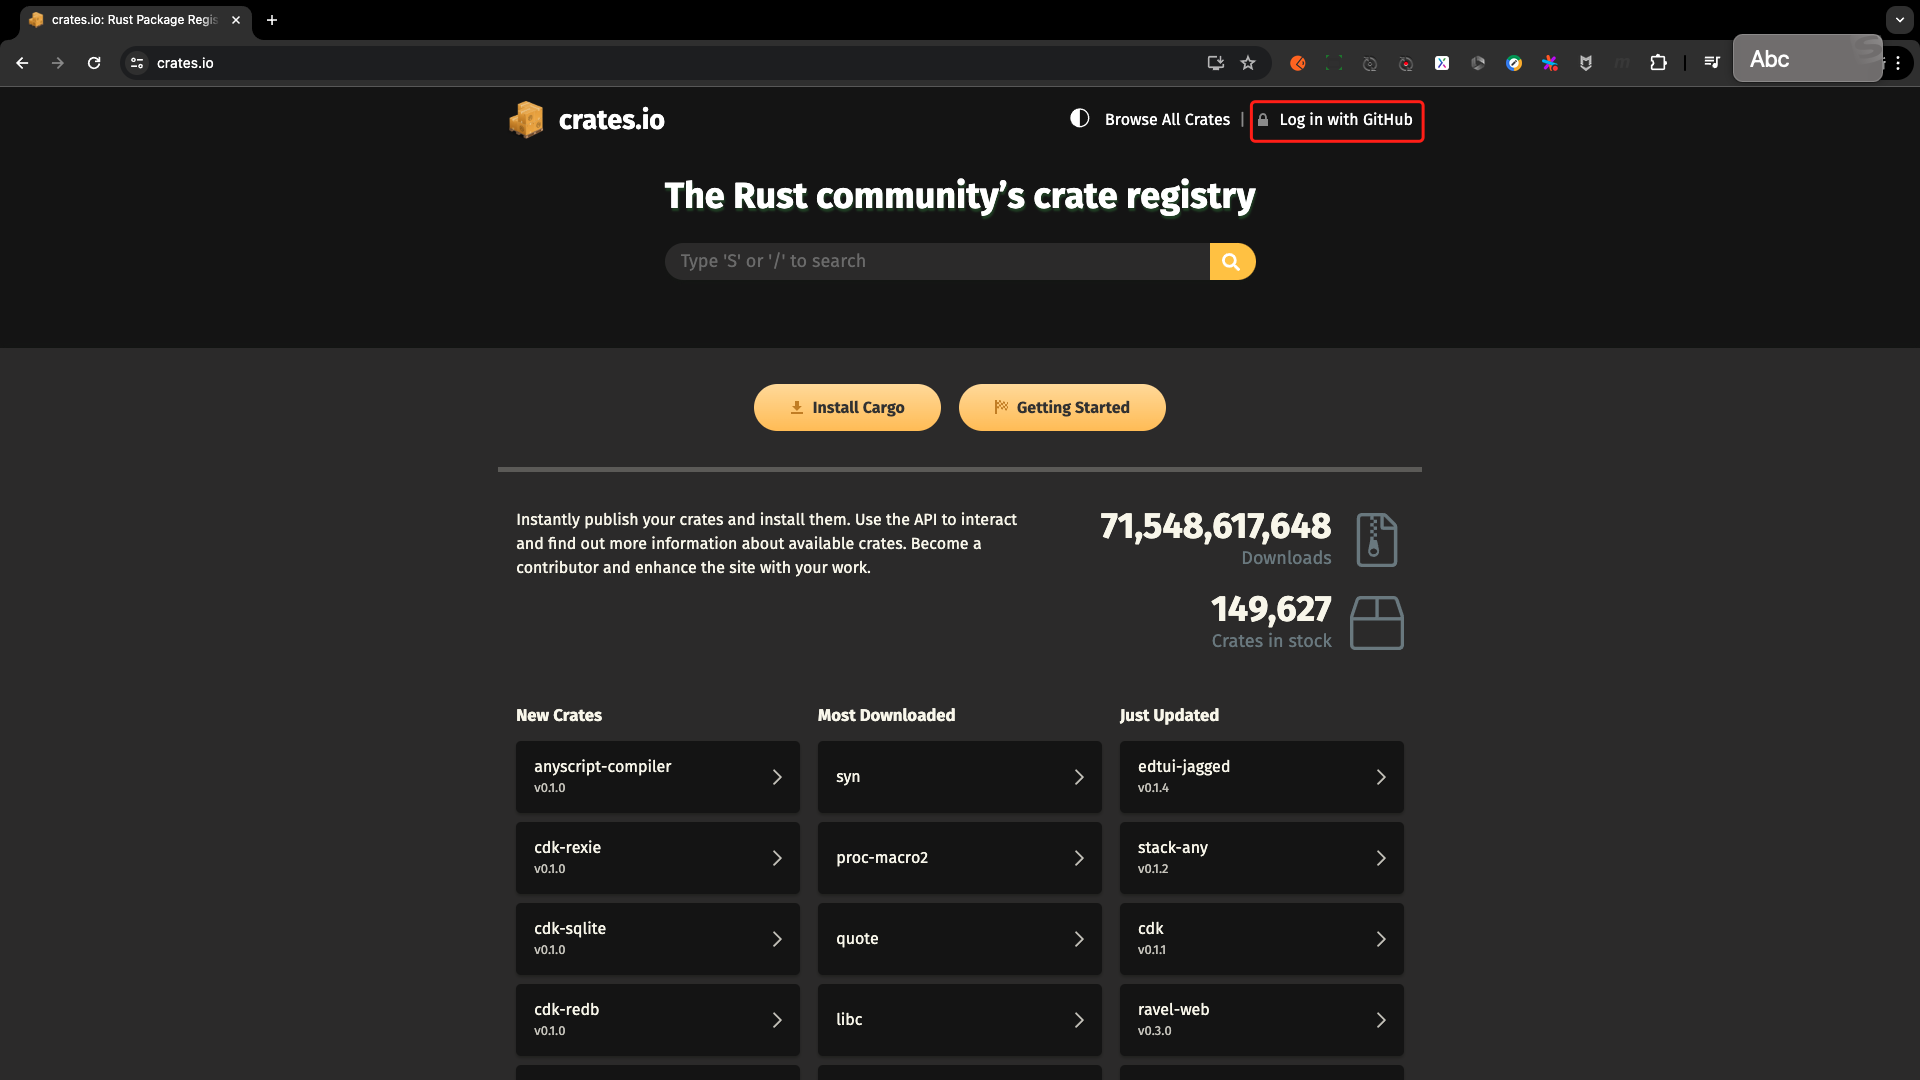 crates.io: Rust Package Regis
crates.io
Abc
crates.io
Browse All Crates | Log in with GitHub
The Rust community’s crate registry
Type 'S' or '/' to search
Install Cargo
Getting Started
Instantly publish your crates and install them. Use the API to interact
and find out more information about available crates. Become a
contributor and enhance the site with your work.
71,548,617,648
Downloads
149,627
Crates in stock
New Crates
anyscript-compiler
v0.1.0
cdk-rexie
v0.1.0
cdk-sqlite
v0.1.0
cdk-redb
v0.1.0
Most Downloaded
syn
proc-macro2
quote
libc
Just Updated
edtui-jagged
v0.1.4
stack-any
v0.1.2
cdk
v0.1.1
ravel-web
v0.3.0